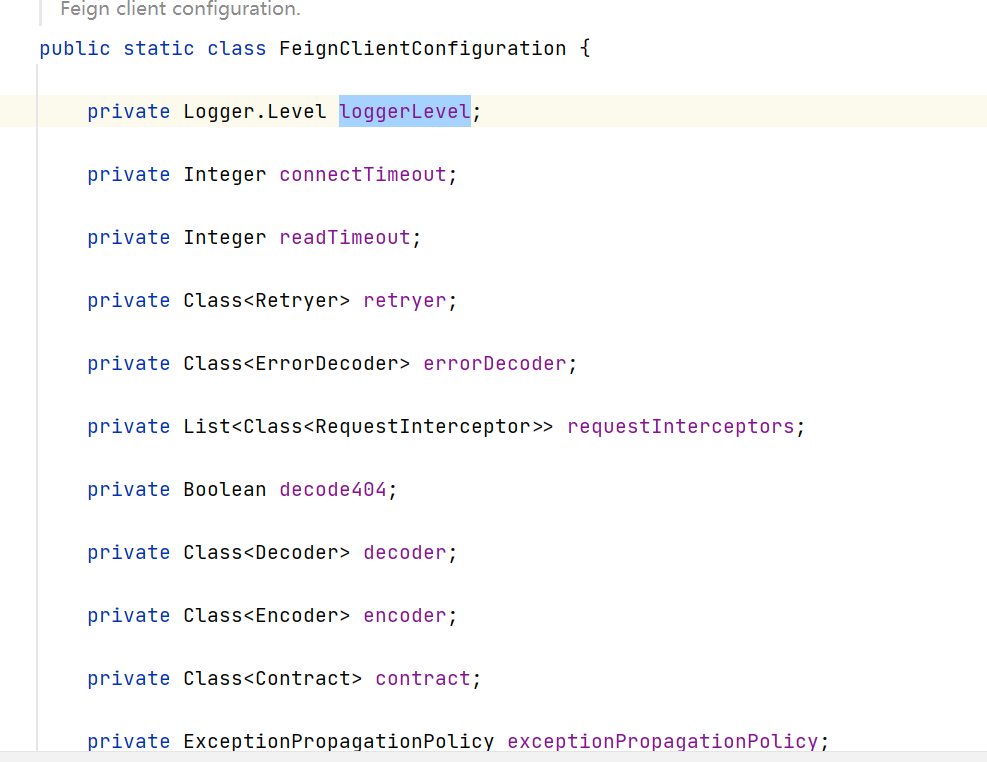 Feign client configuration.
public static class FeignClientConfiguration {
private Logger.Level loggerLevel;
private Integer connectTimeout;
private Integer readTimeout;
private Class<Retryer> retryer;
private Class<ErrorDecoder> errorDecoder;
private List<Class<RequestInterceptor>> requestInterceptors;
private Boolean decode404;
private Class<Decoder> decoder;
private Class<Encoder> encoder;
private Class<Contract> contract;
private ExceptionPropagationPolicy exceptionPropagationPolicy;